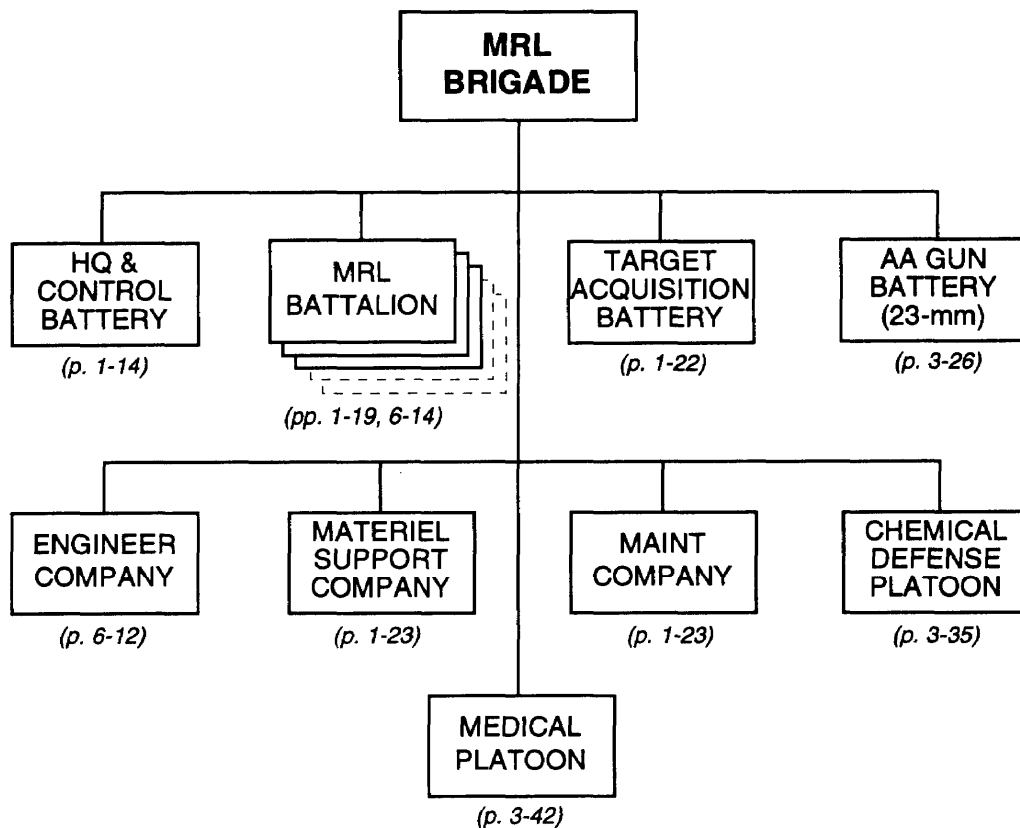 MRL
BRIGADE
HQ &
CONTROL
BATTERY
(p. 1-14)
MRL
BATTALION
(pp. 1-19, 6-14)
TARGET
ACQUISITION
BATTERY
(p. 1-22)
AA GUN
BATTERY
(23-mm)
(p. 3-26)
ENGINEER
COMPANY
(p. 6-12)
MATERIEL
SUPPORT
COMPANY
(p. 1-23)
MAINT
COMPANY
(p. 1-23)
CHEMICAL
DEFENSE
PLATOON
(p. 3-35)
MEDICAL
PLATOON
(p. 3-42)